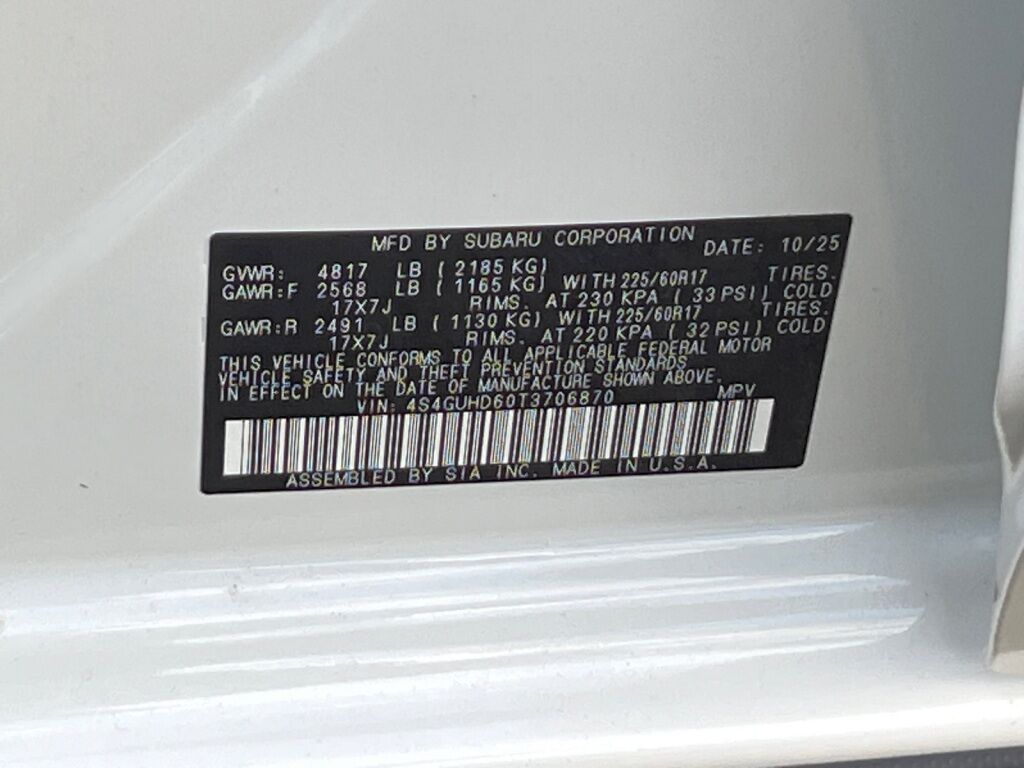 MFD BY SUBARU CORPORATION DATE: 10/25
GVWR: 4817 LB ( 2185 KG)
GAWR:F 2568 LB ( 1165 KG) WITH 225/60R17 TIRES.
17X7J RIMS. AT 230 KPA ( 33 PSI) COLD
GAWR:R 2491 LB ( 1130 KG) WITH 225/60R17 TIRES.
17X7J RIMS. AT 220 KPA ( 32 PSI) COLD
THIS VEHICLE CONFORMS TO ALL APPLICABLE FEDERAL MOTOR
VEHICLE SAFETY AND THEFT PREVENTION STANDARDS
IN EFFECT ON THE DATE OF MANUFACTURE SHOWN ABOVE.
VIN: 4S4GUHD60T3706870 MPV
ASSEMBLED BY SIA INC. MADE IN U.S.A.